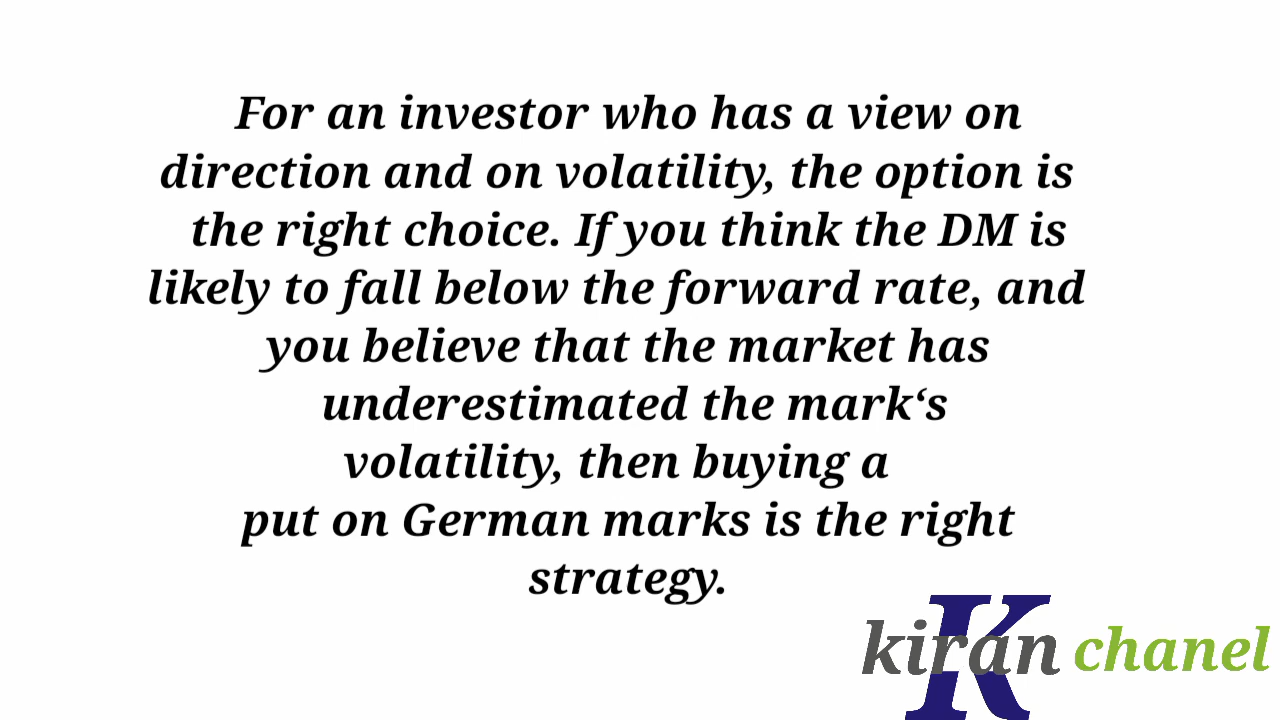 For an investor who has a view on
direction and on volatility, the option is
the right choice. If you think the DM is
likely to fall below the forward rate, and
you believe that the market has
underestimated the mark‘s
volatility, then buying a
put on German marks is the right
strategy.
K
kiran chanel